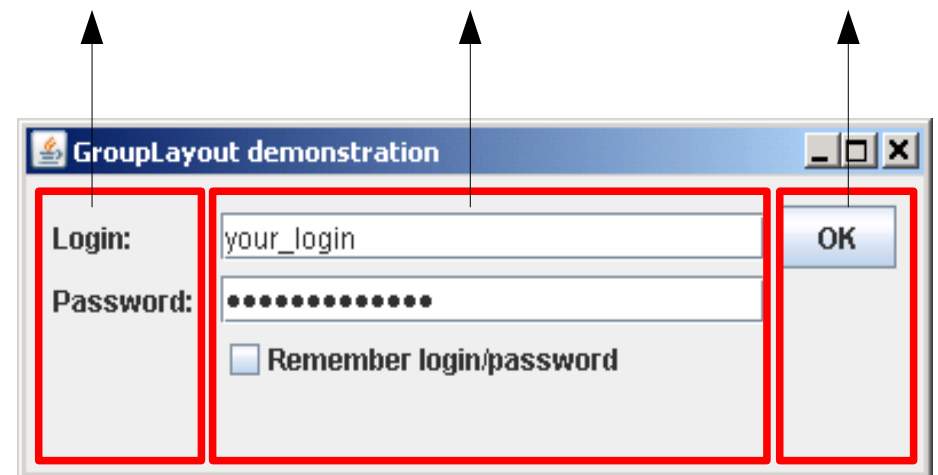 GroupLayout demonstration
Login: your_login OK
Password: •••••••••••••
Remember login/password